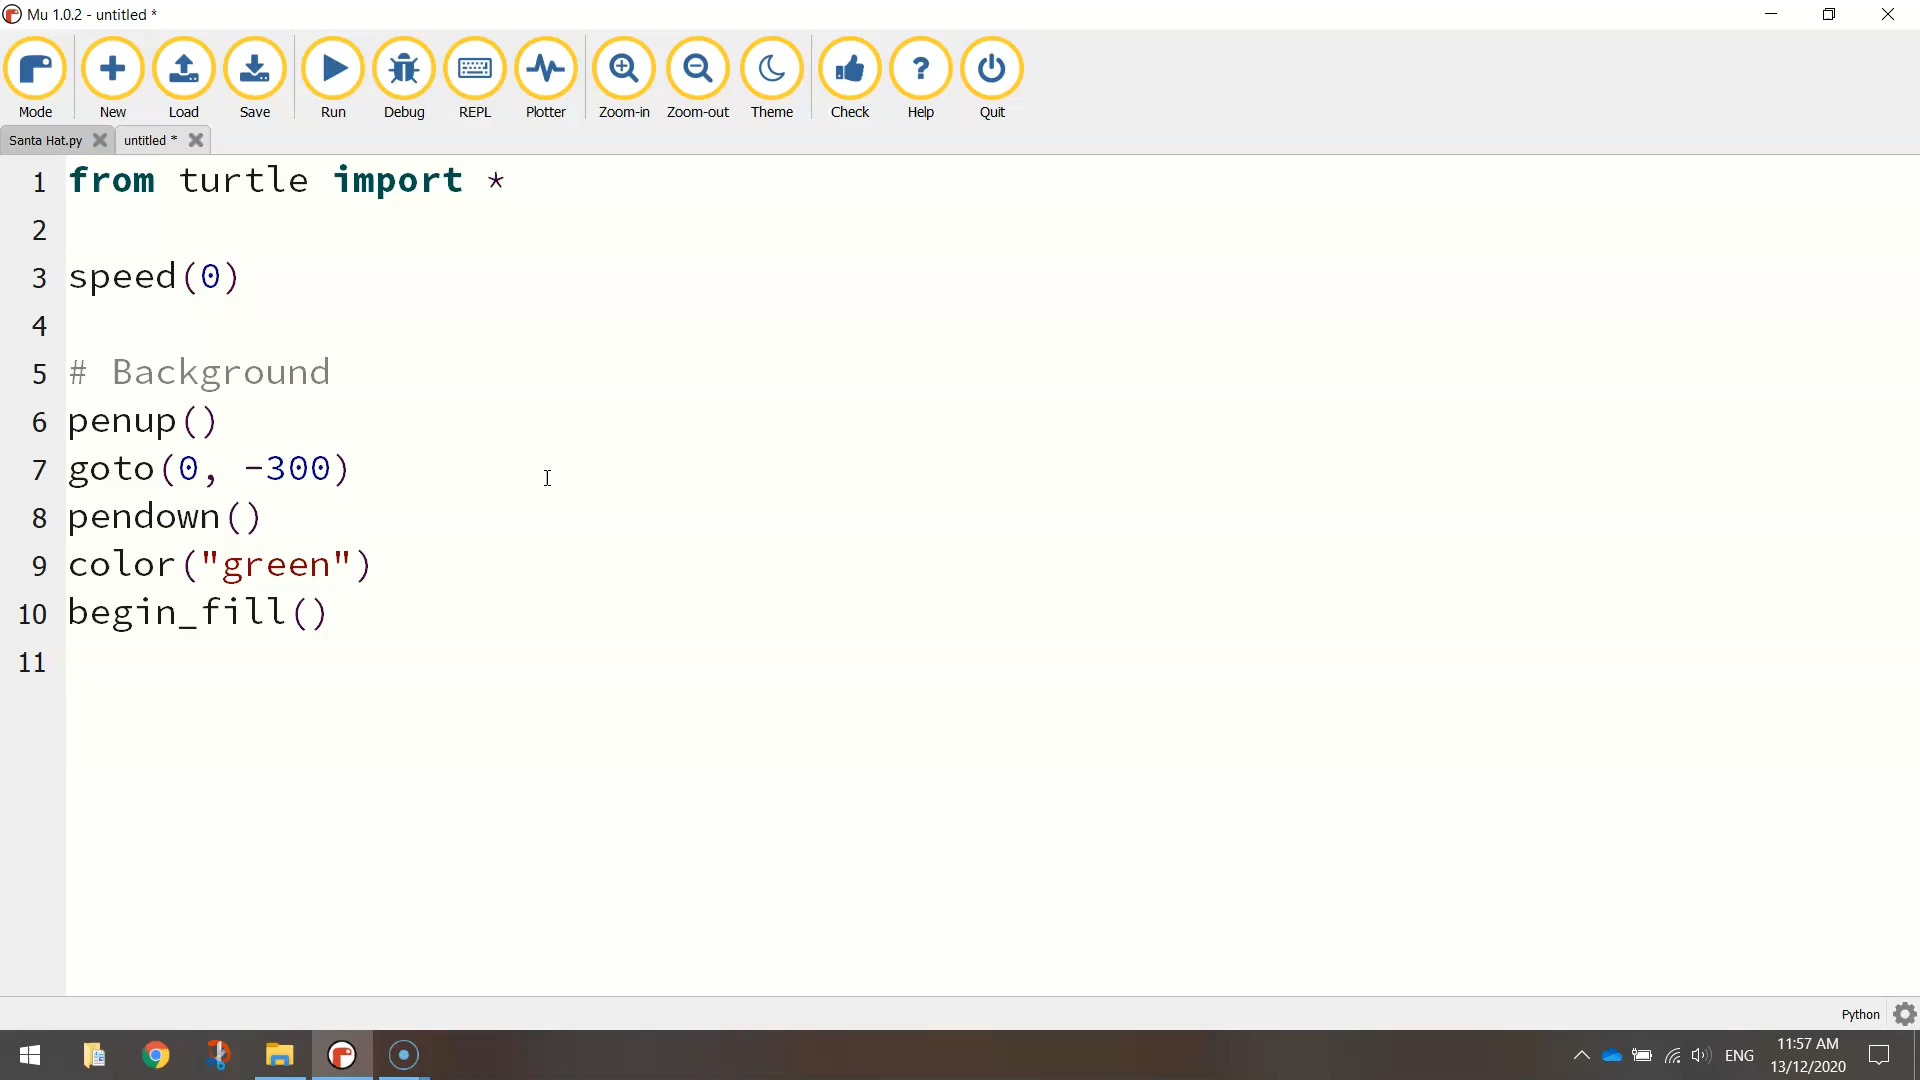 Mu 1.0.2 - untitled *
Mode New Load Save Run Debug REPL Plotter Zoom-in Zoom-out Theme Check Help Quit
Santa Hat.py untitled *
1 from turtle import *
2
3 speed(0)
4
5 # Background
6 penup()
7 goto(0, -300)
8 pendown()
9 color("green")
10 begin_fill()
11
Python
ENG 11:57 AM
13/12/2020